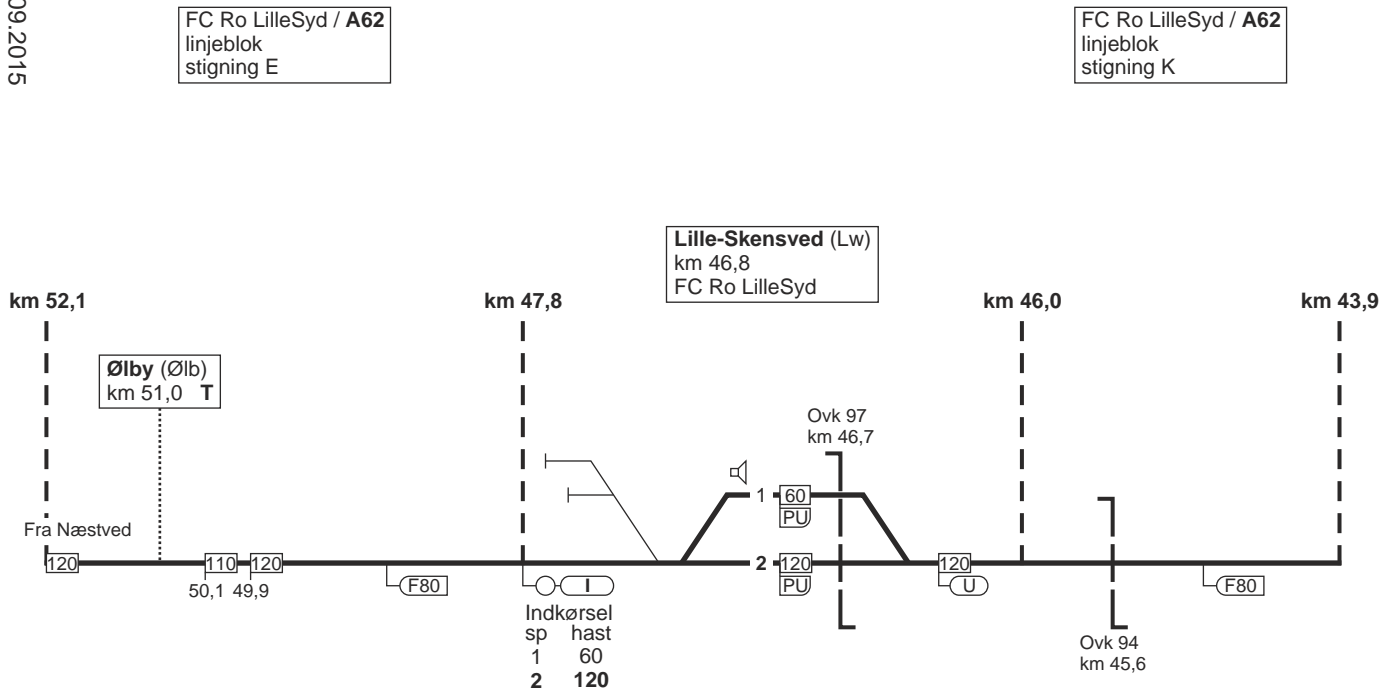 09.2015
FC Ro LilleSyd / A62
linjeblok
stigning E
FC Ro LilleSyd / A62
linjeblok
stigning K
Lille-Skensved (Lw)
km 46,8
FC Ro LilleSyd
km 52,1
km 47,8
km 46,0
km 43,9
Ølby (Ølb)
km 51,0 T
Ovk 97
km 46,7
1 60
PU
Fra Næstved
120
110 120
50,1 49,9
F80
I
2 120
PU
120
U
F80
Indkørsel
sp hast
1 60
2 120
Ovk 94
km 45,6